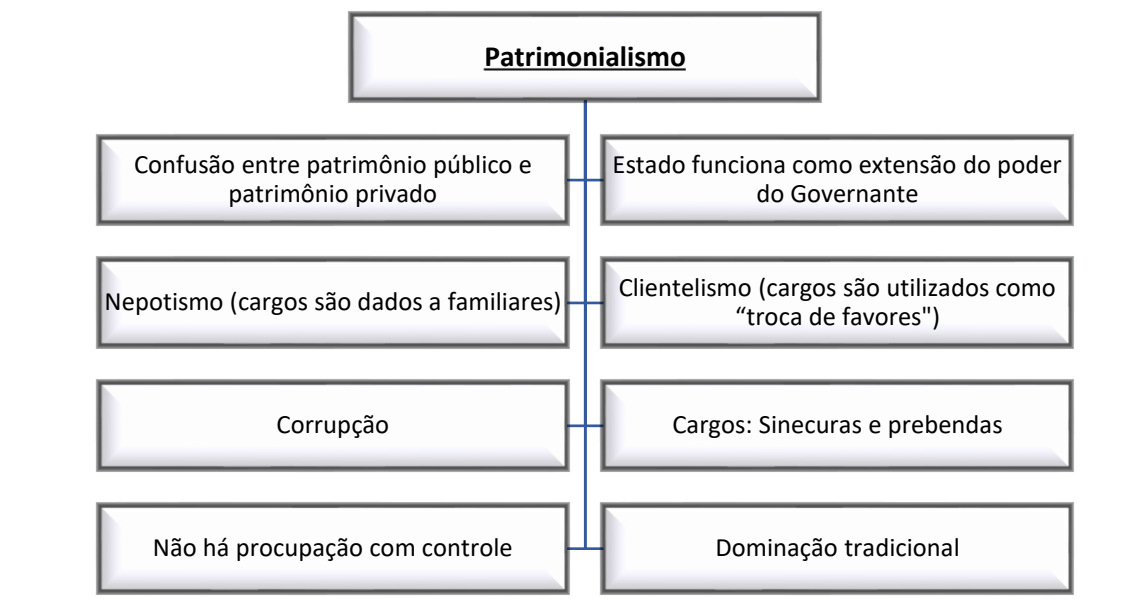 Patrimonialismo
Confusão entre patrimônio público e
patrimônio privado
Estado funciona como extensão do poder
do Governante
Nepotismo (cargos são dados a familiares)
Clientelismo (cargos são utilizados como
“troca de favores")
Corrupção
Cargos: Sinecuras e prebendas
Não há procupação com controle
Dominação tradicional